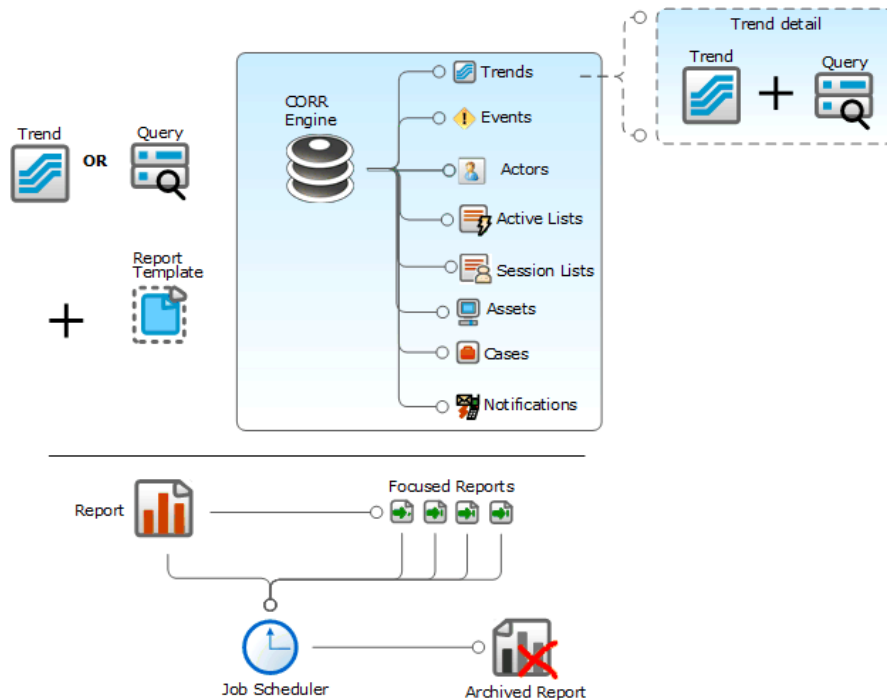 Trend detail
Trend
Query
CORR
Engine
Trends
Events
Actors
Active Lists
Session Lists
Assets
Cases
Notifications
Trend
OR
Query
Report
Template
Report
Focused Reports
Job Scheduler
Archived Report